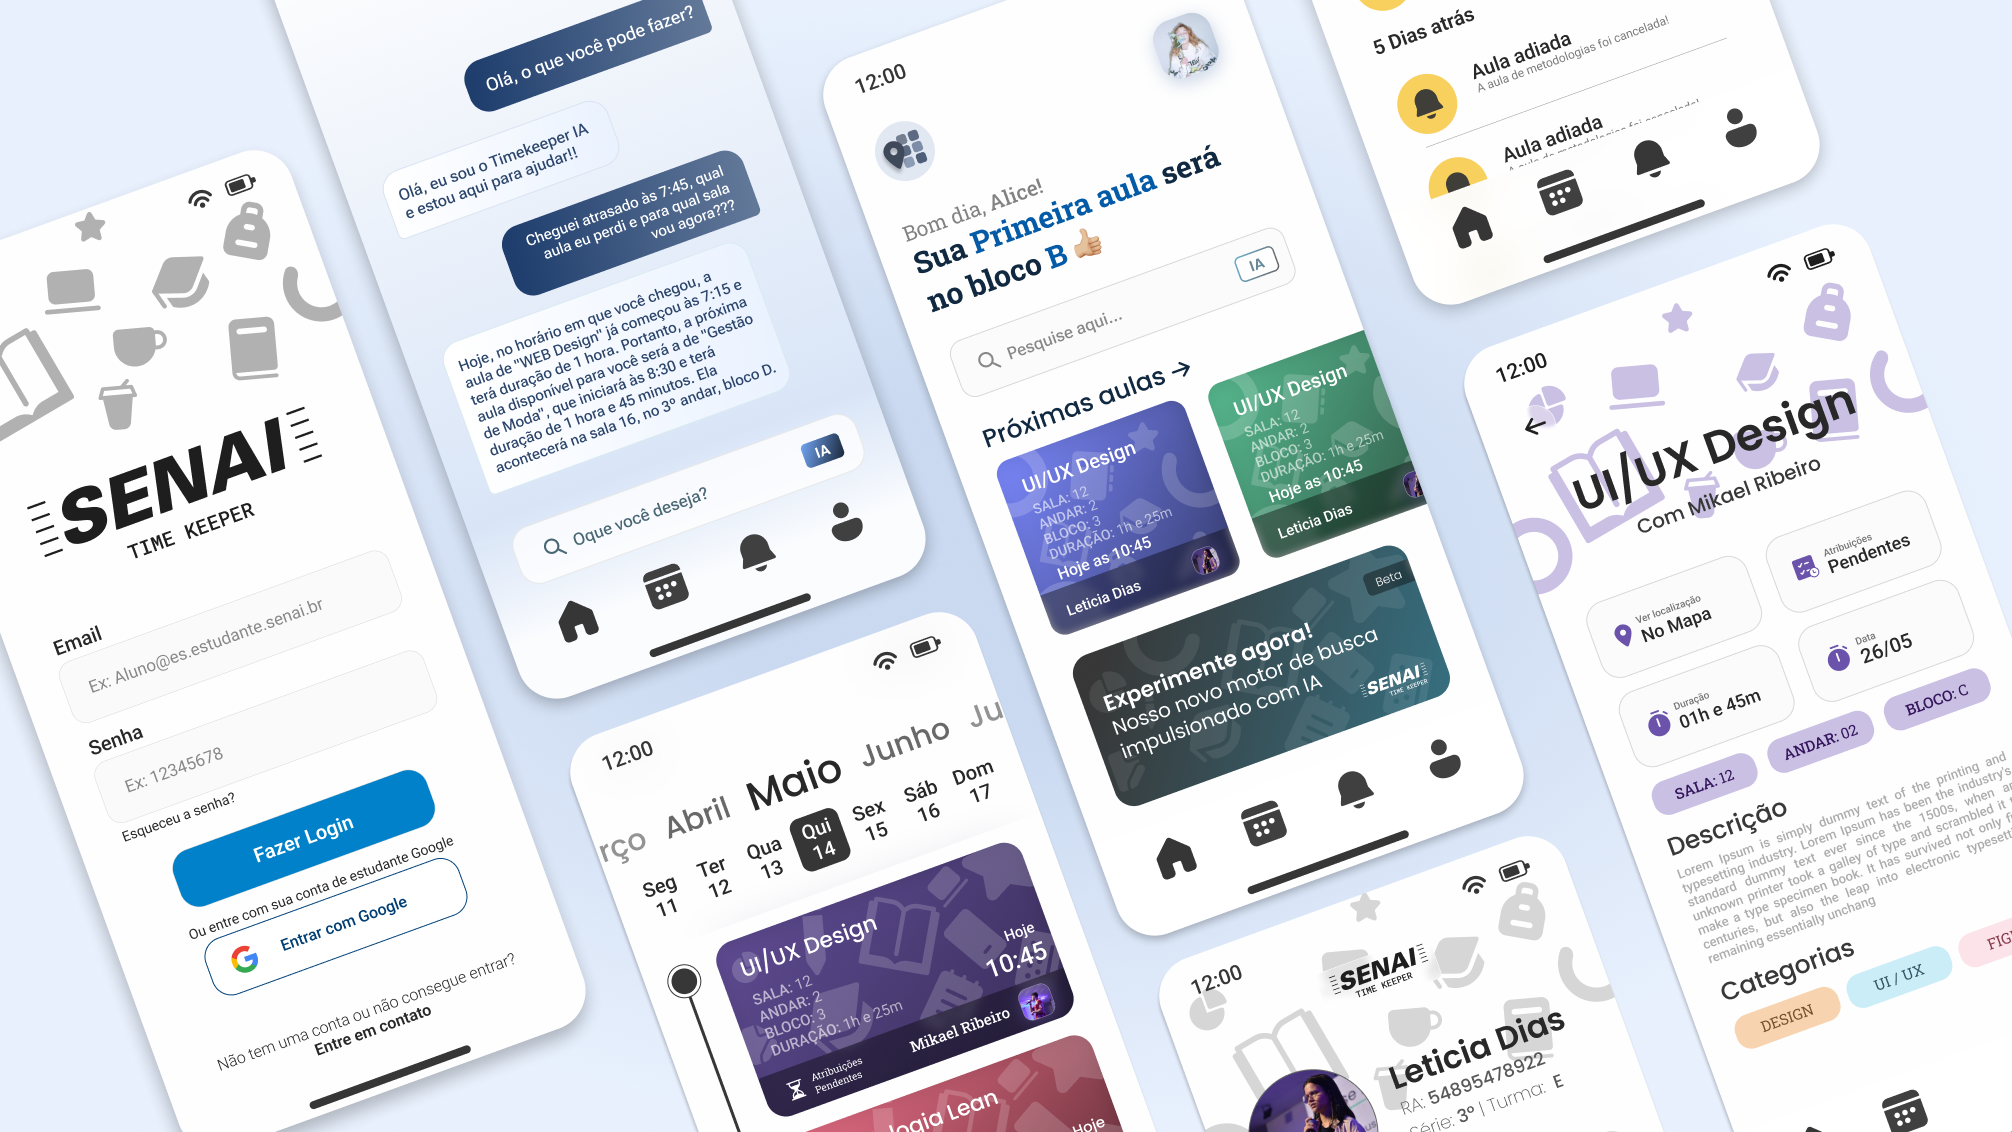 SENAI
TIME KEEPER
Email
Ex: Aluno@es.estudante.senai.br
Senha
Ex: 12345678
Esqueceu a senha?
Fazer Login
Ou entre com sua conta de estudante Google
Entrar com Google
Não tem uma conta ou não consegue entrar?
Entre em contato
Olá, o que você pode fazer?
Olá, eu sou o Timekeeper IA
e estou aqui para ajudar!!
Cheguei atrasado às 7:45, qual
aula eu perdi e para qual sala
vou agora???
Hoje, no horário em que você chegou, a
aula de "WEB Design" já começou às 7:15 e
terá duração de 1 hora. Portanto, a próxima
aula disponível para você será a de "Gestão
de Moda", que iniciará às 8:30 e terá
duração de 1 hora e 45 minutos. Ela
acontecerá na sala 16, no 3º andar, bloco D.
Oque você deseja?
IA
12:00
rço
Abril
Maio
Junho
Ju
Seg
11
Ter
12
Qua
13
Qui
14
Sex
15
Sáb
16
Dom
17
UI/UX Design
SALA: 12
ANDAR: 2
BLOCO: 3
DURAÇÃO: 1h e 25m
Hoje
10:45
Atribuições
Pendentes
Mikael Ribeiro
logia Lean
Hoje
12:00
Bom dia, Alice!
Sua Primeira aula será
no bloco B 👍🏼
Pesquise aqui...
IA
Próximas aulas →
UI/UX Design
SALA: 12
ANDAR: 2
BLOCO: 3
DURAÇÃO: 1h e 25m
Hoje as 10:45
Leticia Dias
UI/UX Design
SALA: 12
ANDAR: 2
BLOCO: 3
DURAÇÃO: 1h e 25m
Hoje as 10:45
Leticia Dias
Beta
Experimente agora!
Nosso novo motor de busca
impulsionado com IA
SENAI
TIME KEEPER
12:00
SENAI
TIME KEEPER
Leticia Dias
RA: 54895478922
Série: 3º | Turma: E
5 Dias atrás
Aula adiada
A aula de metodologias foi cancelada!
Aula adiada
A aula de metodologias foi cancelada!
12:00
UI/UX Design
Com Mikael Ribeiro
Ver localização
No Mapa
Atribuições
Pendentes
Duração
01h e 45m
Data
26/05
SALA: 12
ANDAR: 02
BLOCO: C
Descrição
Lorem Ipsum is simply dummy text of the printing and
typesetting industry. Lorem Ipsum has been the industry's
standard dummy text ever since the 1500s, when an
unknown printer took a galley of type and scrambled it t
make a type specimen book. It has survived not only f
centuries, but also the leap into electronic typeset
remaining essentially unchang
Categorias
DESIGN
UI / UX
FIG